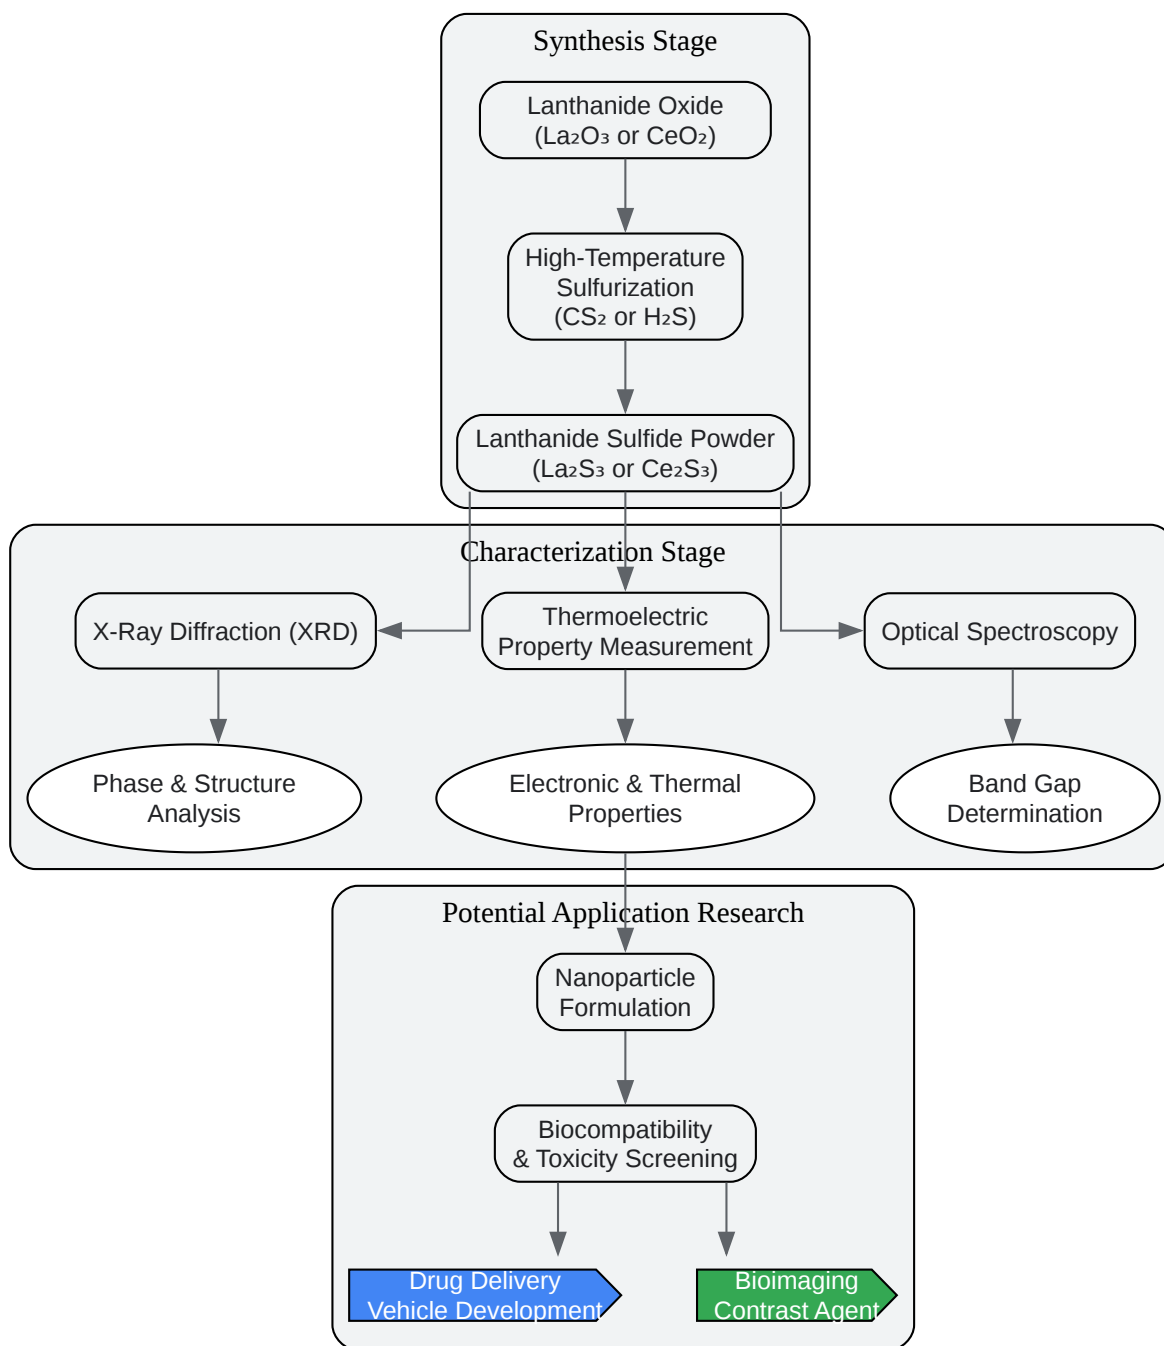 Synthesis Stage
Lanthanide Oxide
(La₂O₃ or CeO₂)
High-Temperature
Sulfurization
(CS₂ or H₂S)
Lanthanide Sulfide Powder
(La₂S₃ or Ce₂S₃)
Characterization Stage
X-Ray Diffraction (XRD)
Thermoelectric
Property Measurement
Optical Spectroscopy
Phase & Structure
Analysis
Electronic & Thermal
Properties
Band Gap
Determination
Potential Application Research
Nanoparticle
Formulation
Biocompatibility
& Toxicity Screening
Drug Delivery
Vehicle Development
Bioimaging
Contrast Agent